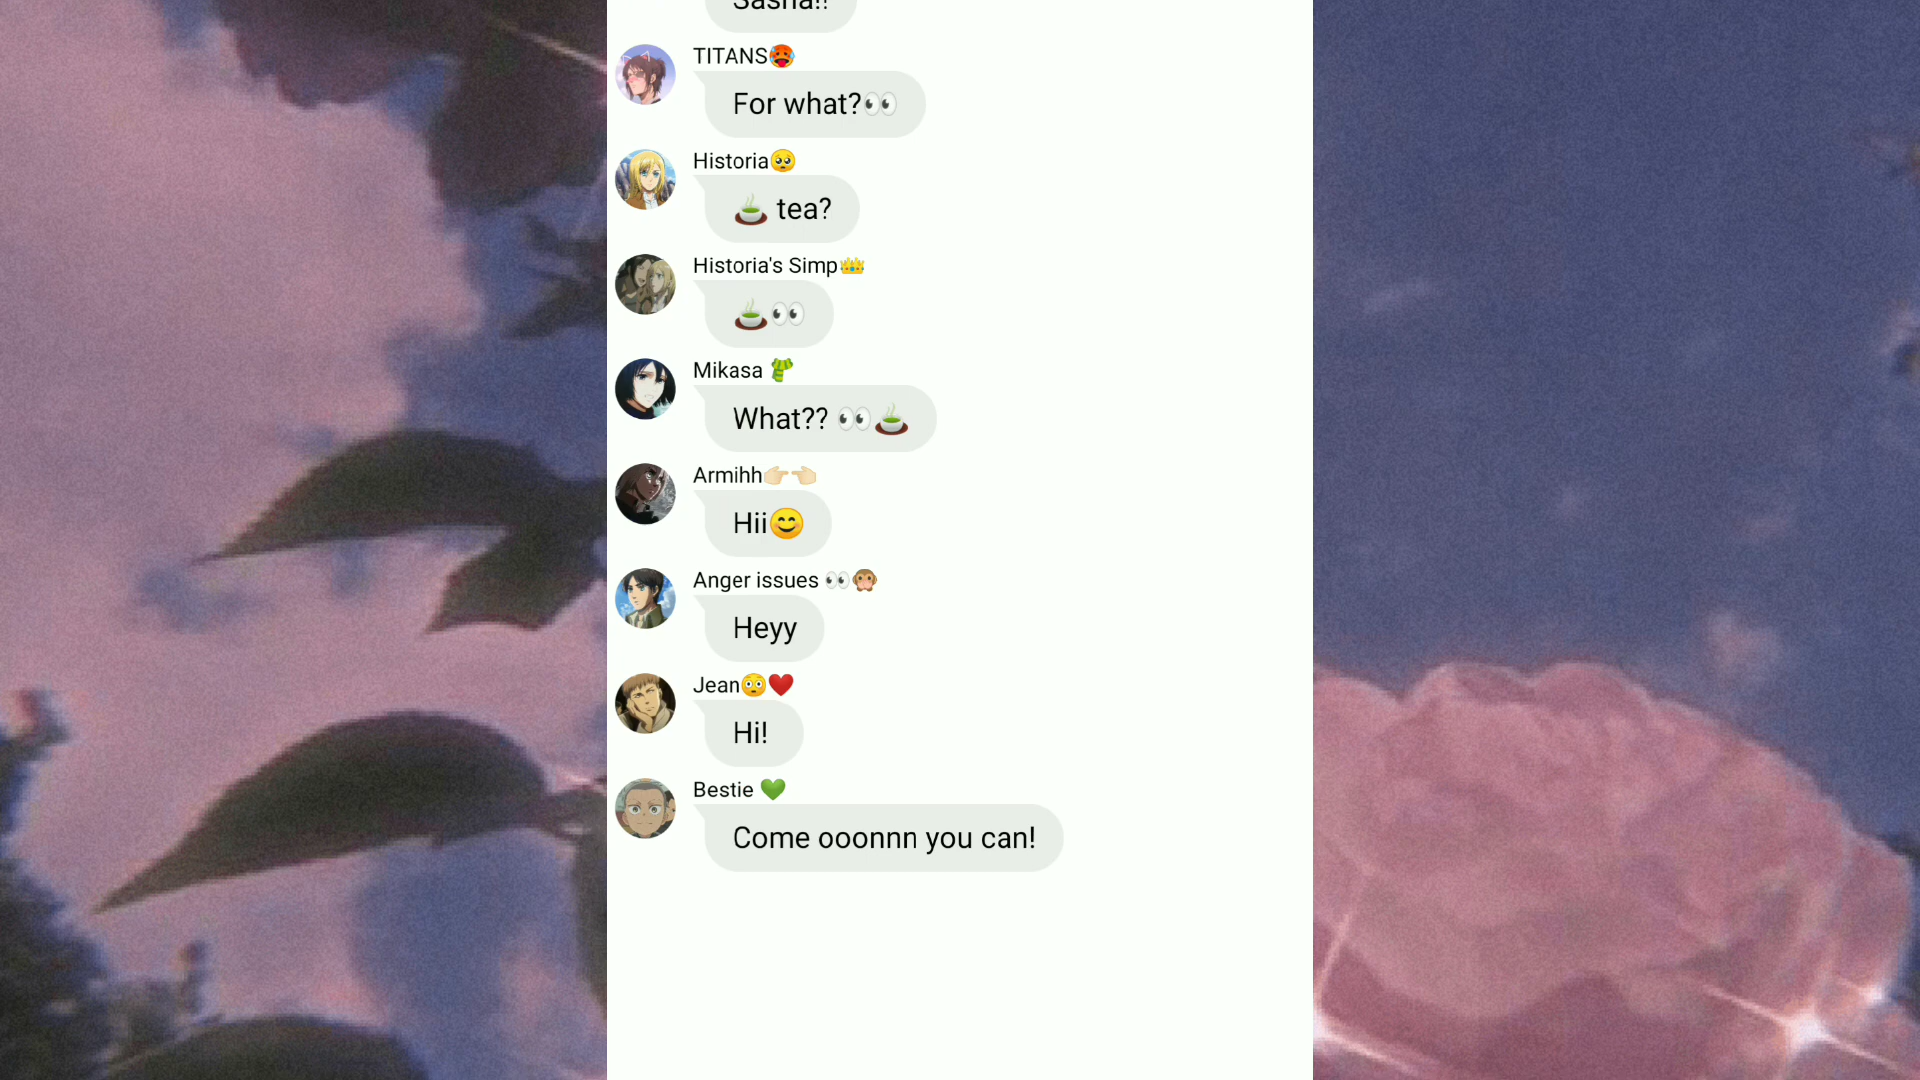 Sasha!!
TITANS🥵
For what?👀
Historia🥺
🍵 tea?
Historia's Simp👑
🍵👀
Mikasa 🧣
What?? 👀🍵
Armihh👉🏻👈🏻
Hii😊
Anger issues 👀🙊
Heyy
Jean😳❤️
Hi!
Bestie 💚
Come ooonnn you can!